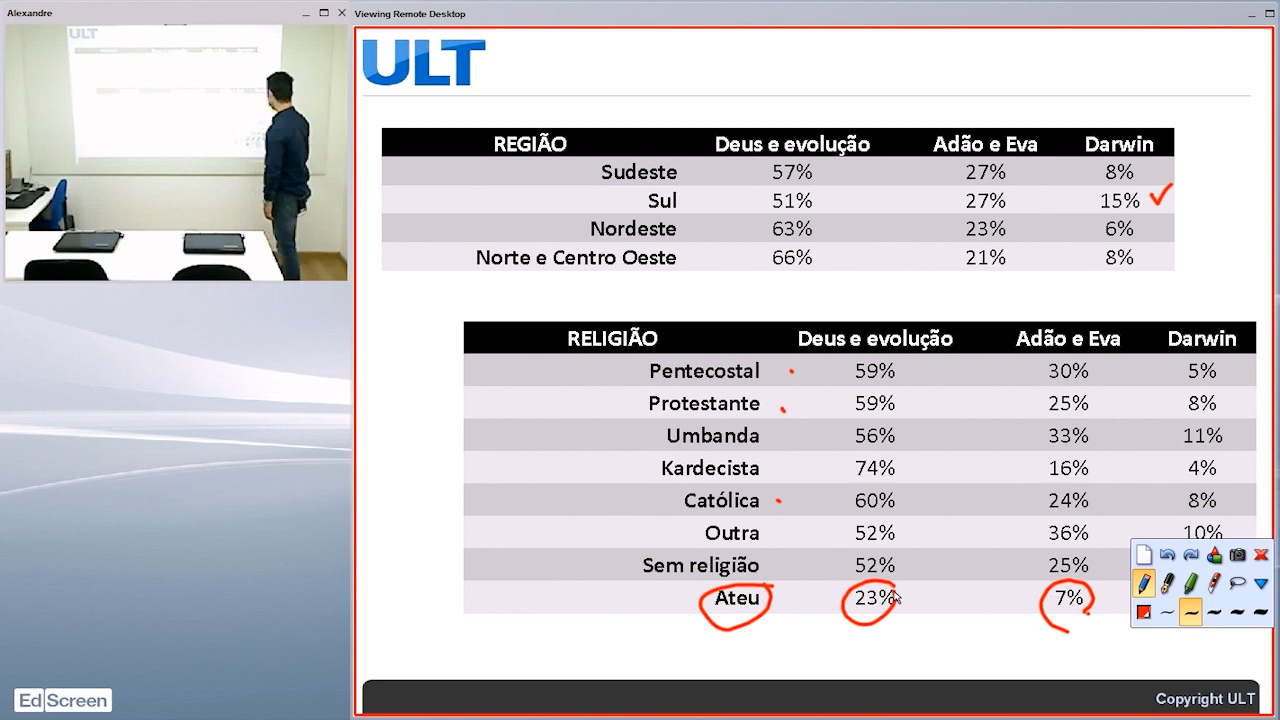 Alexandre
Viewing Remote Desktop
ULT
ULT
REGIÃO Deus e evolução Adão e Eva Darwin
Sudeste 57% 27% 8%
Sul 51% 27% 15%
Nordeste 63% 23% 6%
Norte e Centro Oeste 66% 21% 8%
RELIGIÃO Deus e evolução Adão e Eva Darwin
Pentecostal 59% 30% 5%
Protestante 59% 25% 8%
Umbanda 56% 33% 11%
Kardecista 74% 16% 4%
Católica 60% 24% 8%
Outra 52% 36% 10%
Sem religião 52% 25%
Ateu 23% 7%
EdScreen
Copyright ULT